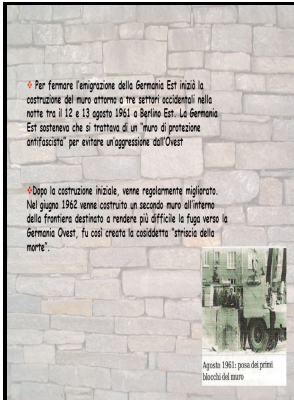 ❖ Per fermare l'emigrazione della Germania Est iniziò la
costruzione del muro attorno a tre settori occidentali nella
notte tra il 12 e 13 agosto 1961 a Berlino Est. La Germania
Est sosteneva che si trattava di un "muro di protezione
antifascista" per evitare un'aggressione dall'Ovest
❖Dopo la costruzione iniziale, venne regolarmente migliorato.
Nel giugno 1962 venne costruito un secondo muro all'interno
della frontiera destinato a rendere più difficile la fuga verso la
Germania Ovest, fu così creata la cosiddetta "striscia della
morte".
Agosto 1961: posa dei primi
blocchi del muro